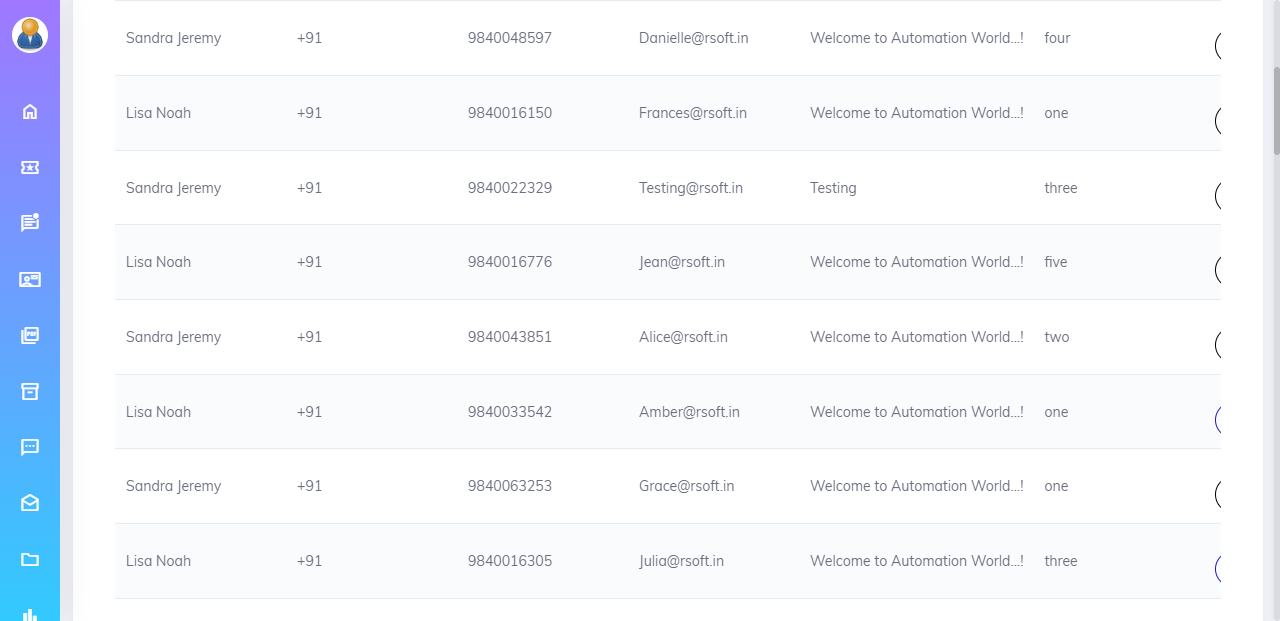 Sandra Jeremy +91 9840048597 Danielle@rsoft.in Welcome to Automation World...! four
Lisa Noah +91 9840016150 Frances@rsoft.in Welcome to Automation World...! one
Sandra Jeremy +91 9840022329 Testing@rsoft.in Testing three
Lisa Noah +91 9840016776 Jean@rsoft.in Welcome to Automation World...! five
Sandra Jeremy +91 9840043851 Alice@rsoft.in Welcome to Automation World...! two
Lisa Noah +91 9840033542 Amber@rsoft.in Welcome to Automation World...! one
Sandra Jeremy +91 9840063253 Grace@rsoft.in Welcome to Automation World...! one
Lisa Noah +91 9840016305 Julia@rsoft.in Welcome to Automation World...! three